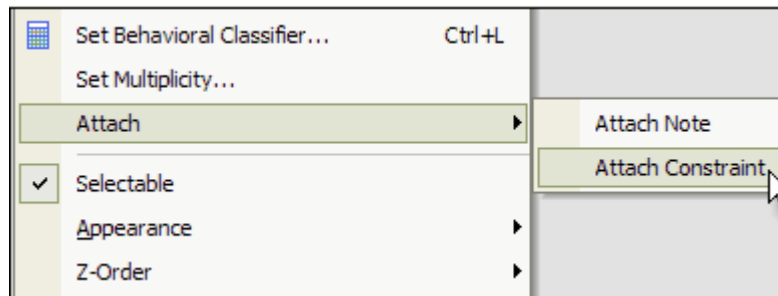 Set Behavioral Classifier... Ctrl+L
Set Multiplicity...
Attach
Attach Note
Attach Constraint
Selectable
Appearance
Z-Order